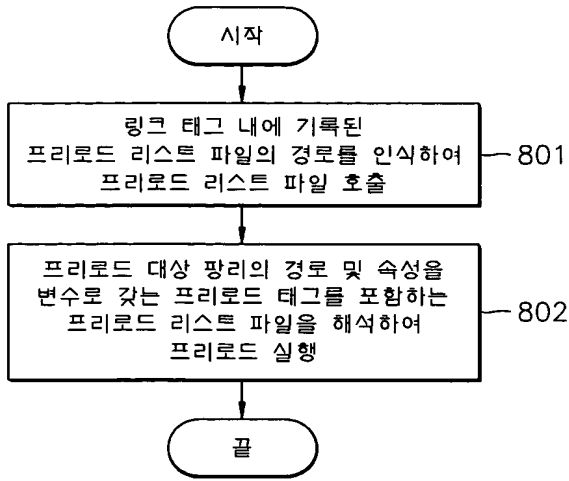 시작
링크 태그 내에 기록된
프리로드 리스트 파일의 경로를 인식하여
프리로드 리스트 파일 호출
801
프리로드 대상 팡리의 경로 및 속성을
변수로 갖는 프리로드 태그를 포함하는
프리로드 리스트 파일을 해석하여
프리로드 실행
802
끝